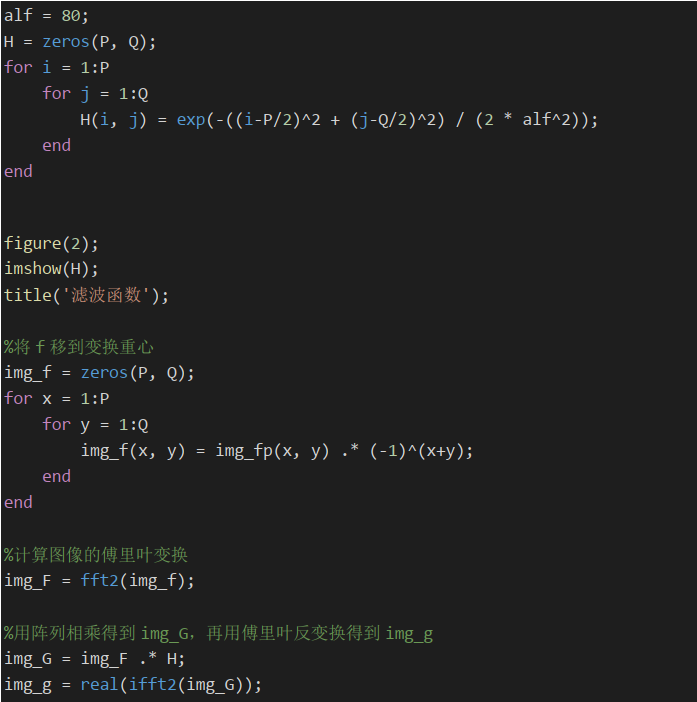 alf = 80;
H = zeros(P, Q);
for i = 1:P
    for j = 1:Q
        H(i, j) = exp(-((i-P/2)^2 + (j-Q/2)^2) / (2 * alf^2));
    end
end
figure(2);
imshow(H);
title('滤波函数');
%将 f 移到变换重心
img_f = zeros(P, Q);
for x = 1:P
    for y = 1:Q
        img_f(x, y) = img_fp(x, y) .* (-1)^(x+y);
    end
end
%计算图像的傅里叶变换
img_F = fft2(img_f);
%用阵列相乘得到 img_G，再用傅里叶反变换得到 img_g
img_G = img_F .* H;
img_g = real(ifft2(img_G));